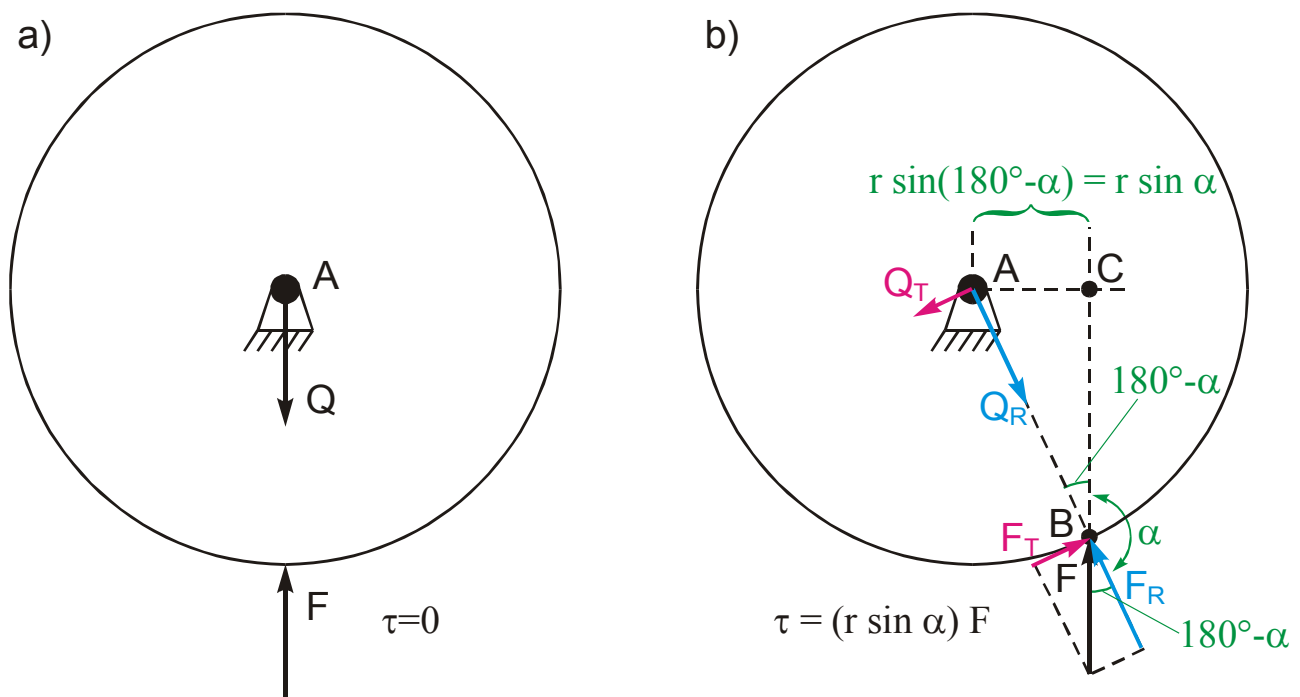 a)
A
Q
F
τ=0
b)
r sin(180°-α) = r sin α
A
C
Q_T
Q_R
180°-α
B
α
F_T
F
F_R
τ = (r sin α) F
180°-α